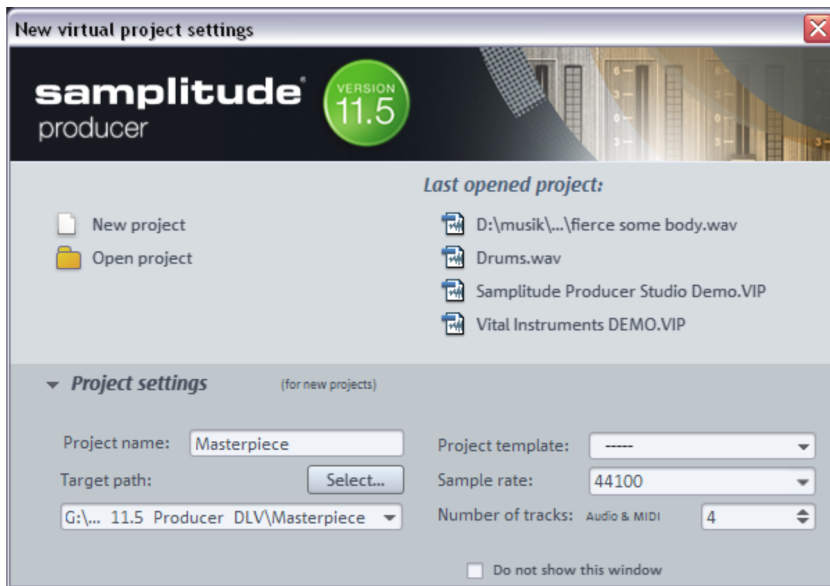 New virtual project settings
samplitude®
producer
VERSION
11.5
Last opened project:
New project
Open project
D:\musik\...\fierce some body.wav
Drums.wav
Samplitude Producer Studio Demo.VIP
Vital Instruments DEMO.VIP
Project settings (for new projects)
Project name: Masterpiece
Target path: Select...
G:\... 11.5 Producer DLV\Masterpiece
Project template: -----
Sample rate: 44100
Number of tracks: Audio & MIDI 4
Do not show this window